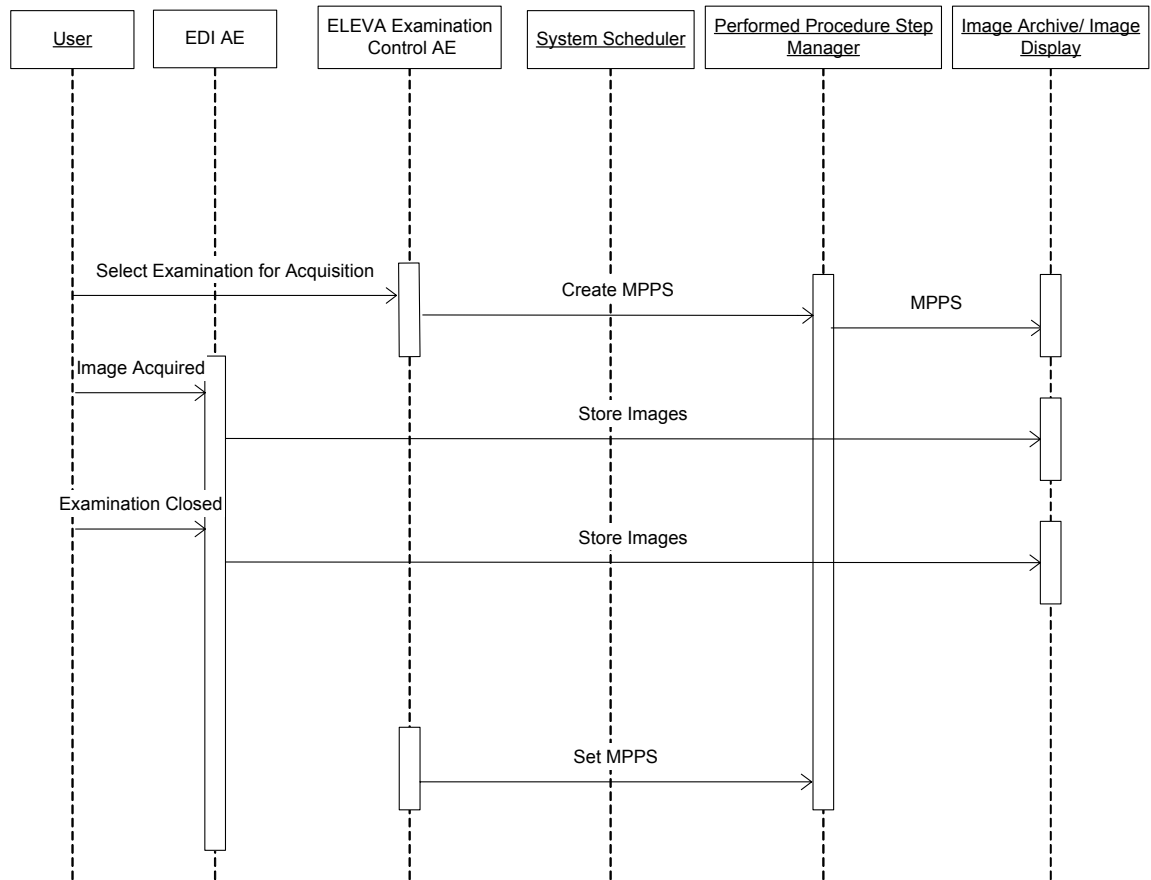 User
EDI AE
ELEVA Examination
Control AE
System Scheduler
Performed Procedure Step
Manager
Image Archive/ Image
Display
Select Examination for Acquisition
Create MPPS
MPPS
Image Acquired
Store Images
Examination Closed
Store Images
Set MPPS